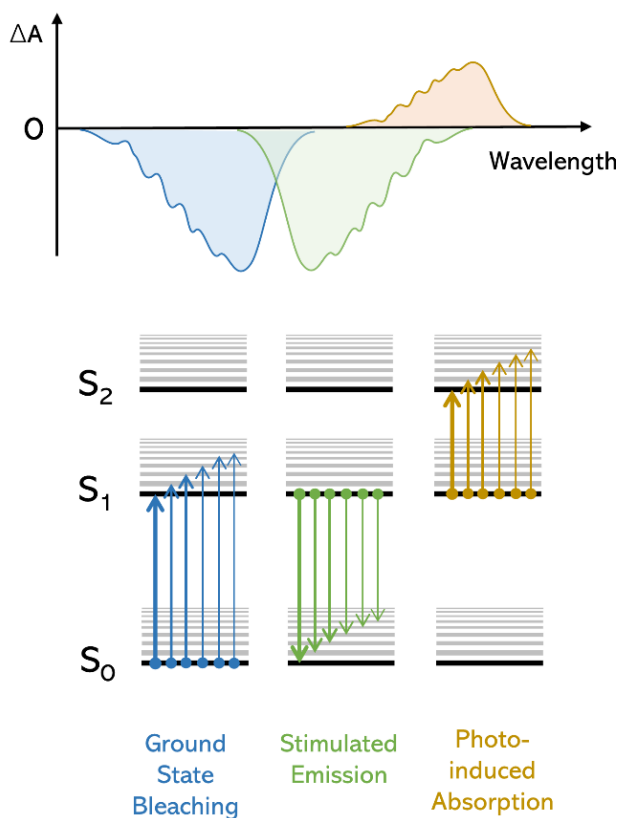 ΔA
0
Wavelength
S₂
S₁
S₀
Ground
State
Bleaching
Stimulated
Emission
Photo-
induced
Absorption